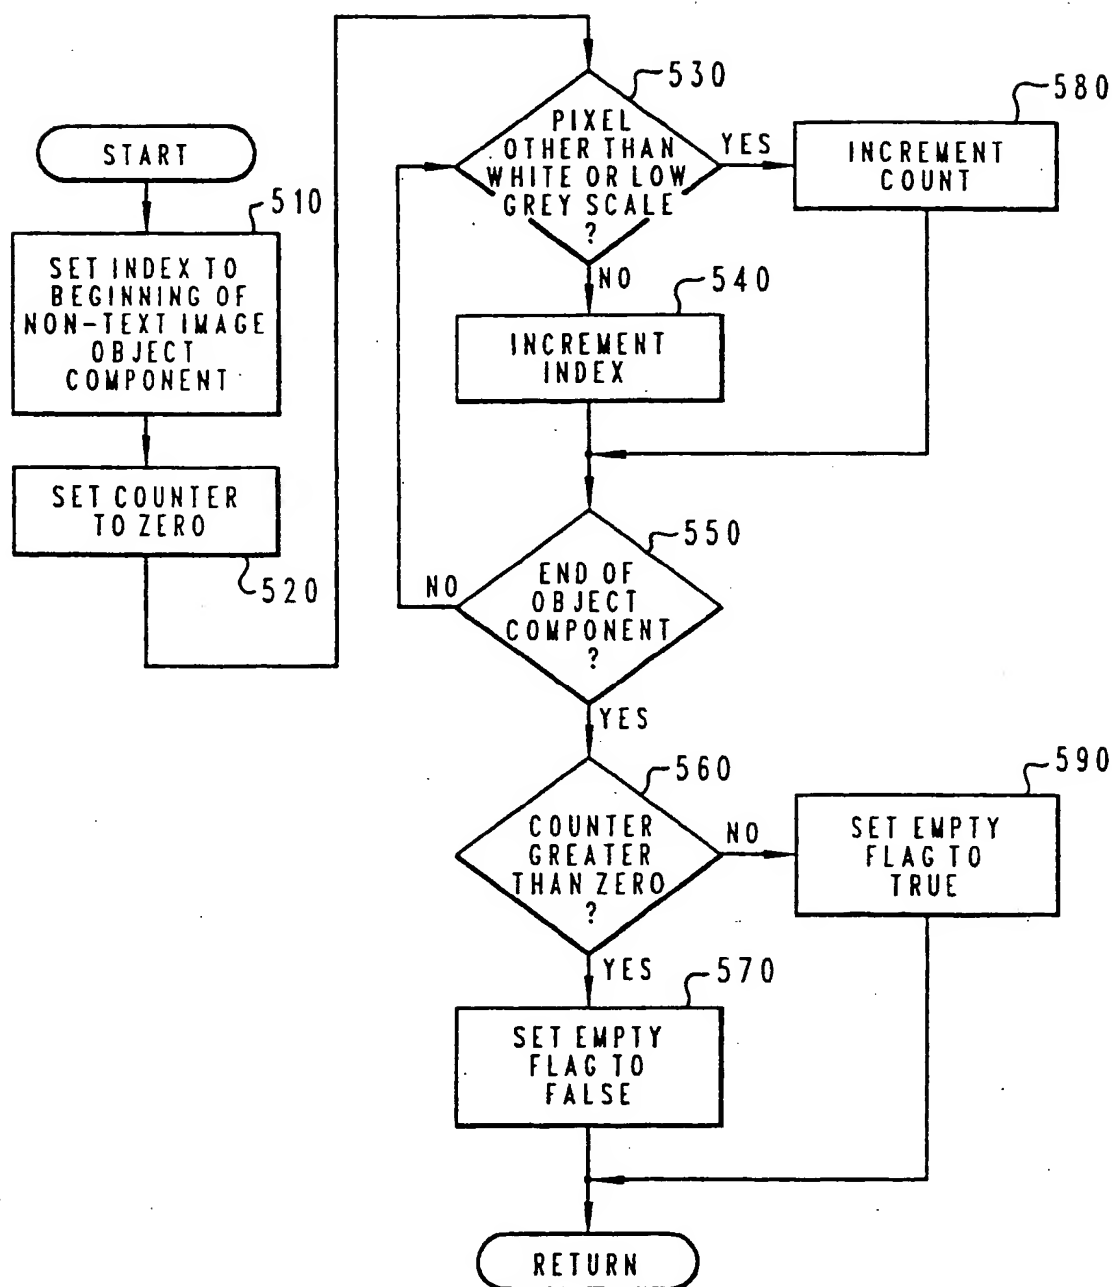 START
510
SET INDEX TO
BEGINNING OF
NON-TEXT IMAGE
OBJECT
COMPONENT
SET COUNTER
TO ZERO
520
530
PIXEL
OTHER THAN
WHITE OR LOW
GREY SCALE
?
YES
580
INCREMENT
COUNT
NO
540
INCREMENT
INDEX
550
END OF
OBJECT
COMPONENT
?
NO
YES
560
COUNTER
GREATER
THAN ZERO
?
NO
590
SET EMPTY
FLAG TO
TRUE
YES
570
SET EMPTY
FLAG TO
FALSE
RETURN